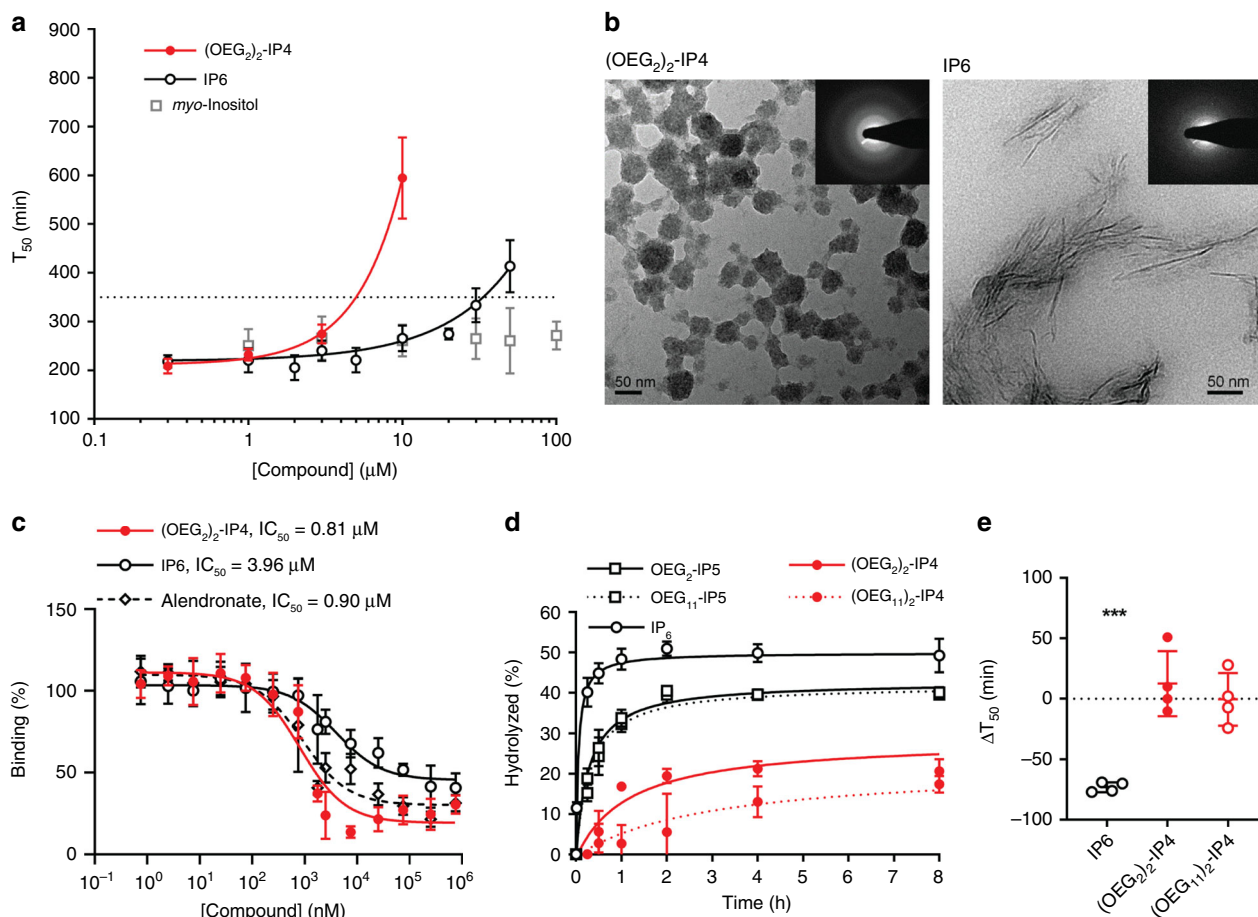 a
900
800
700
600
500
400
300
200
100
T₅₀ (min)
(OEG₂)₂-IP4
IP6
myo-Inositol
0.1
1
10
100
[Compound] (μM)
b
(OEG₂)₂-IP4
IP6
50 nm
50 nm
c
(OEG₂)₂-IP4, IC₅₀ = 0.81 μM
IP6, IC₅₀ = 3.96 μM
Alendronate, IC₅₀ = 0.90 μM
150
100
50
0
Binding (%)
10⁻¹
10⁰
10¹
10²
10³
10⁴
10⁵
10⁶
[Compound] (nM)
d
OEG₂-IP5
(OEG₂)₂-IP4
OEG₁₁-IP5
(OEG₁₁)₂-IP4
IP₆
60
50
40
30
20
10
0
Hydrolyzed (%)
0
1
2
3
4
5
6
7
8
Time (h)
e
100
50
0
−50
−100
ΔT₅₀ (min)
***
IP6
(OEG₂)₂-IP4
(OEG₁₁)₂-IP4